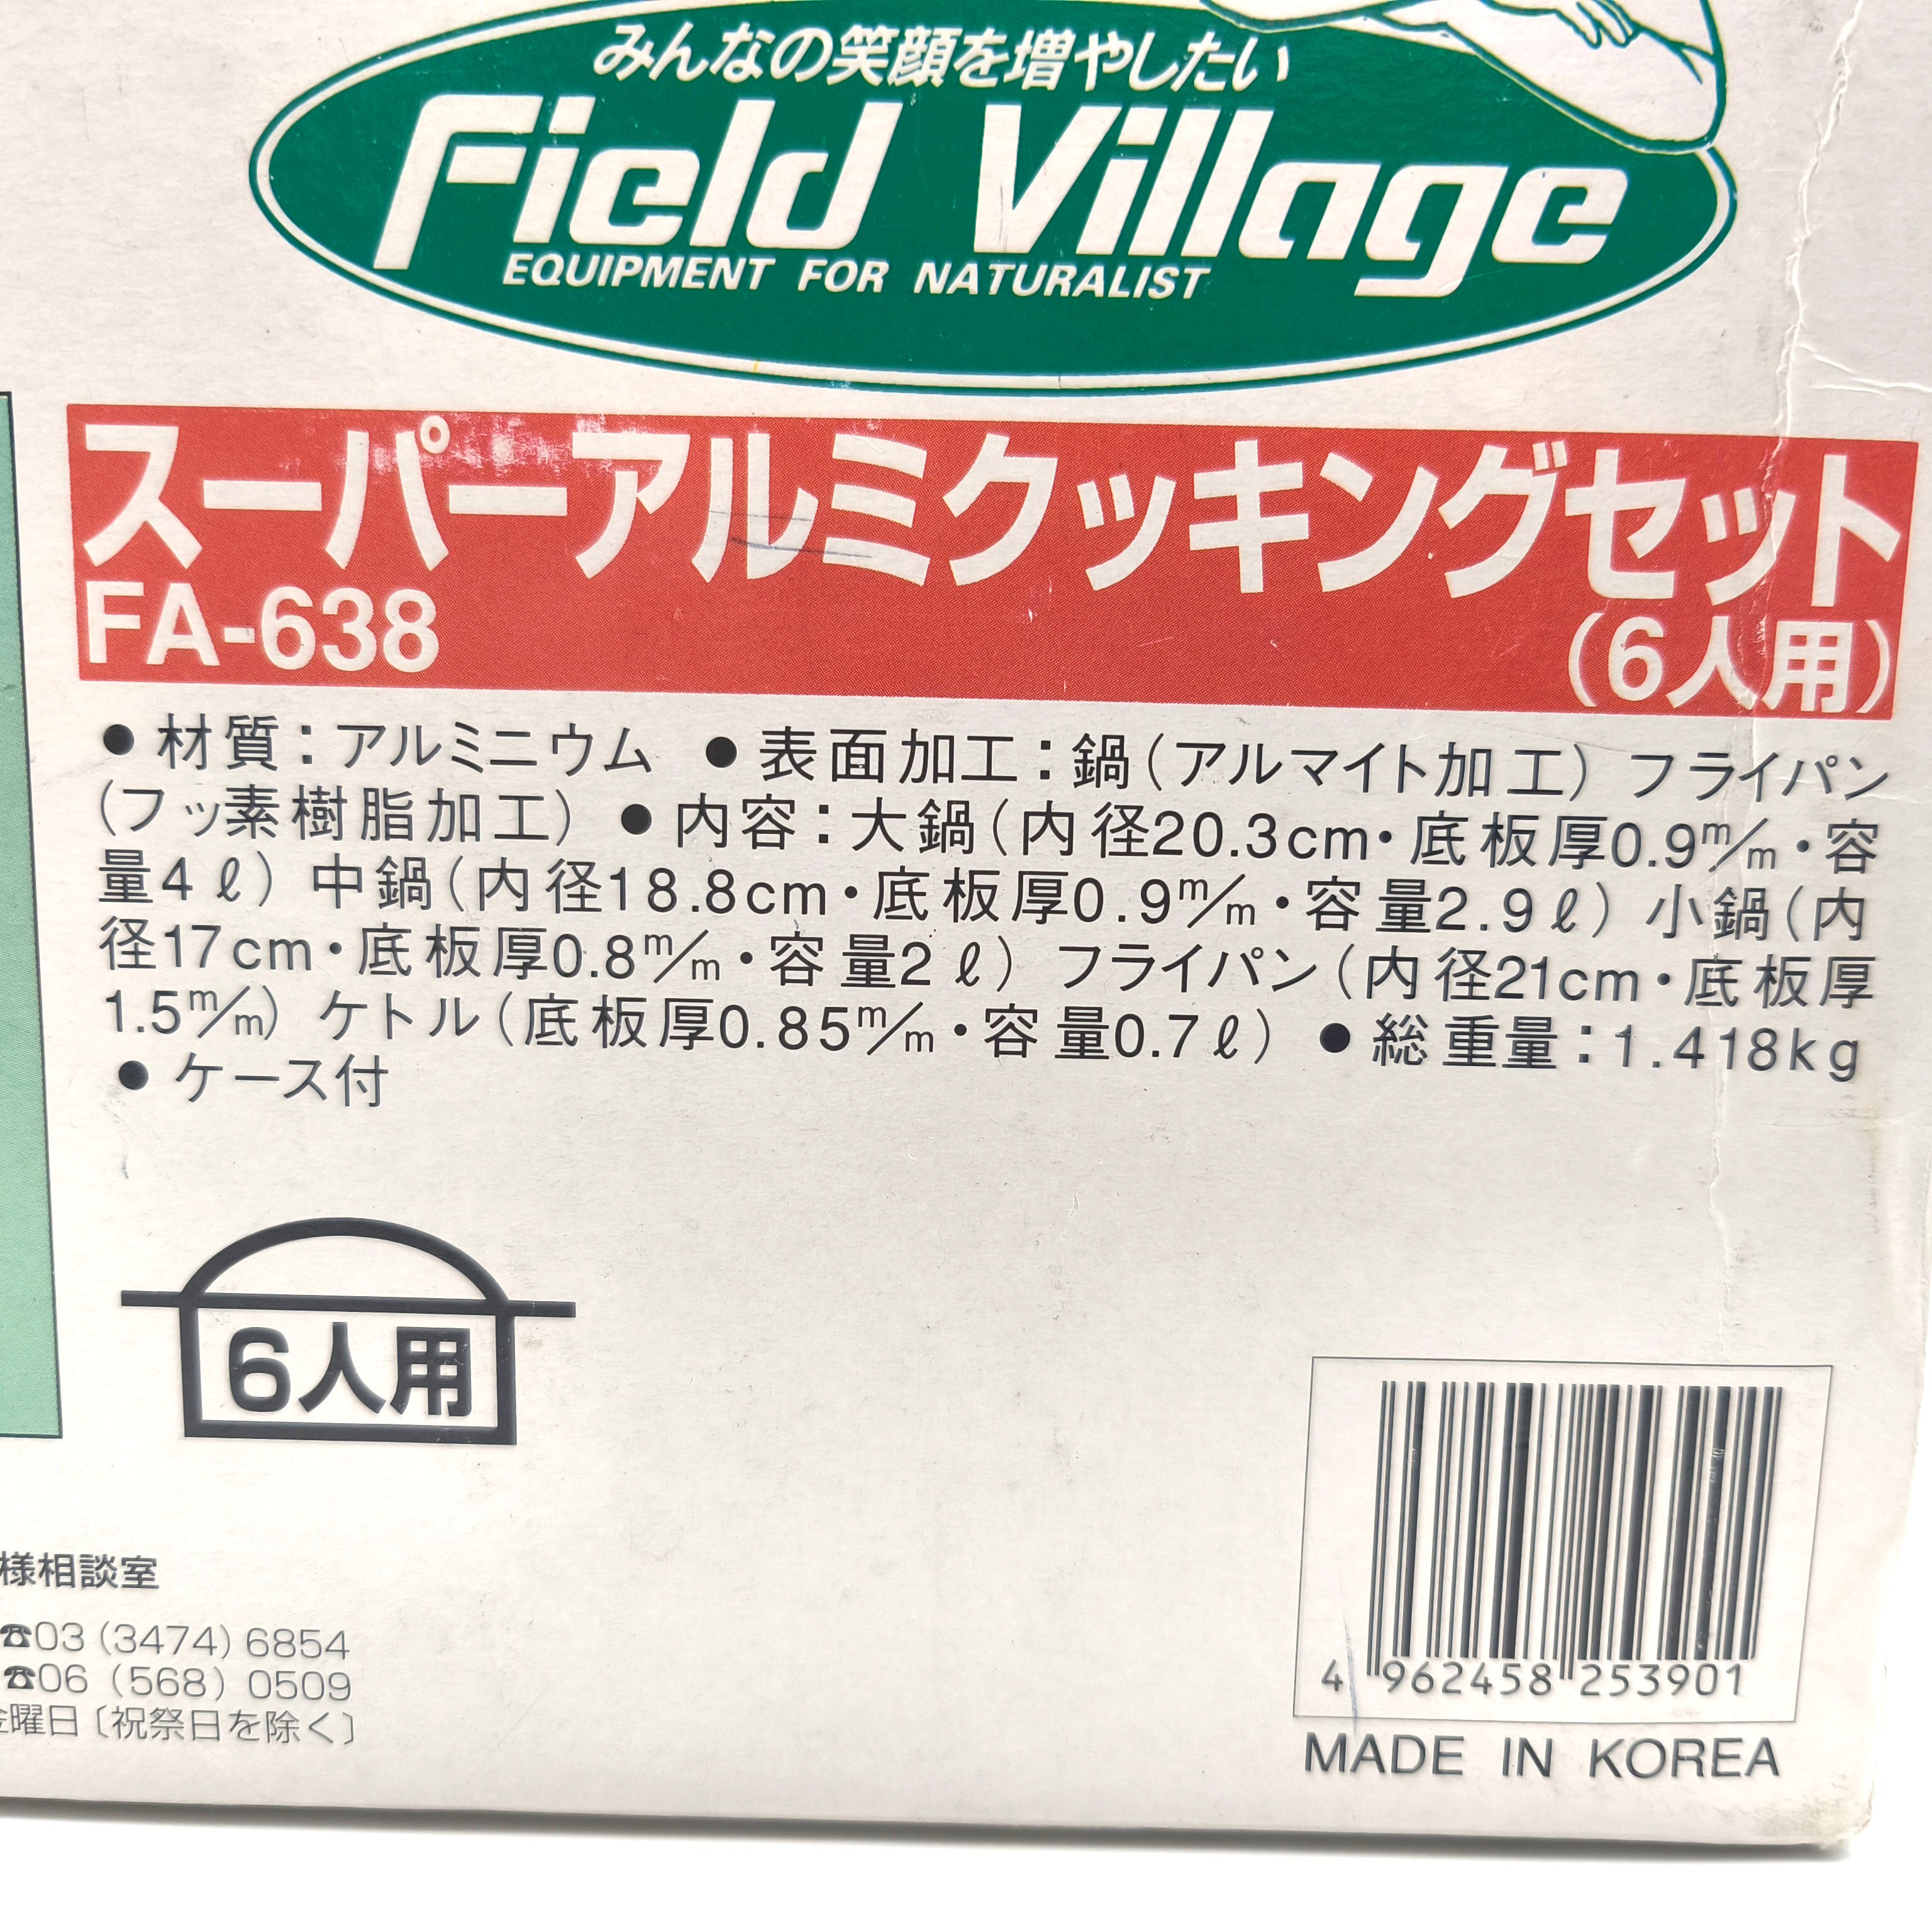 みんなの笑顔を増やしたい
Field Village
EQUIPMENT FOR NATURALIST
スーパーアルミクッキングセット
FA-638
(6人用)
●材質：アルミニウム ●表面加工：鍋(アルマイト加工) フライパン
(フッ素樹脂加工) ●内容：大鍋(内径20.3cm・底板厚0.9m/m・容
量4ℓ) 中鍋(内径18.8cm・底板厚0.9m/m・容量2.9ℓ) 小鍋(内
径17cm・底板厚0.8m/m・容量2ℓ) フライパン(内径21cm・底板厚
1.5m/m) ケトル(底板厚0.85m/m・容量0.7ℓ) ●総重量：1.418kg
●ケース付
6人用
様相談室
☎03(3474)6854
☎06(568)0509
金曜日〔祝祭日を除く〕
4 962458 253901
MADE IN KOREA